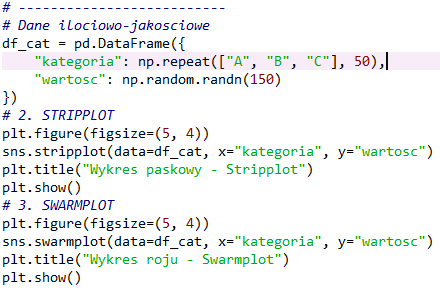 # --------------------------
# Dane ilociowo-jakosciowe
df_cat = pd.DataFrame({
    "kategoria": np.repeat(["A", "B", "C"], 50),
    "wartosc": np.random.randn(150)
})
# 2. STRIPPLOT
plt.figure(figsize=(5, 4))
sns.stripplot(data=df_cat, x="kategoria", y="wartosc")
plt.title("Wykres paskowy - Stripplot")
plt.show()
# 3. SWARMPLOT
plt.figure(figsize=(5, 4))
sns.swarmplot(data=df_cat, x="kategoria", y="wartosc")
plt.title("Wykres roju - Swarmplot")
plt.show()